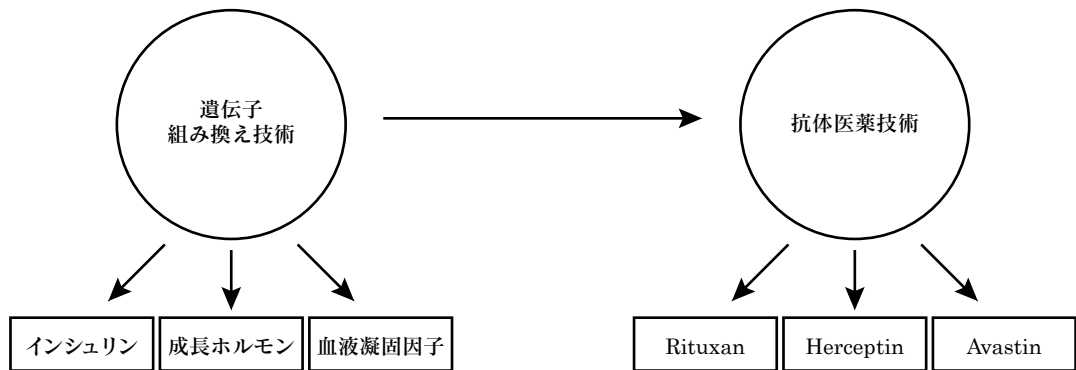 遺伝子
組み換え技術
抗体医薬技術
インシュリン
成長ホルモン
血液凝固因子
Rituxan
Herceptin
Avastin